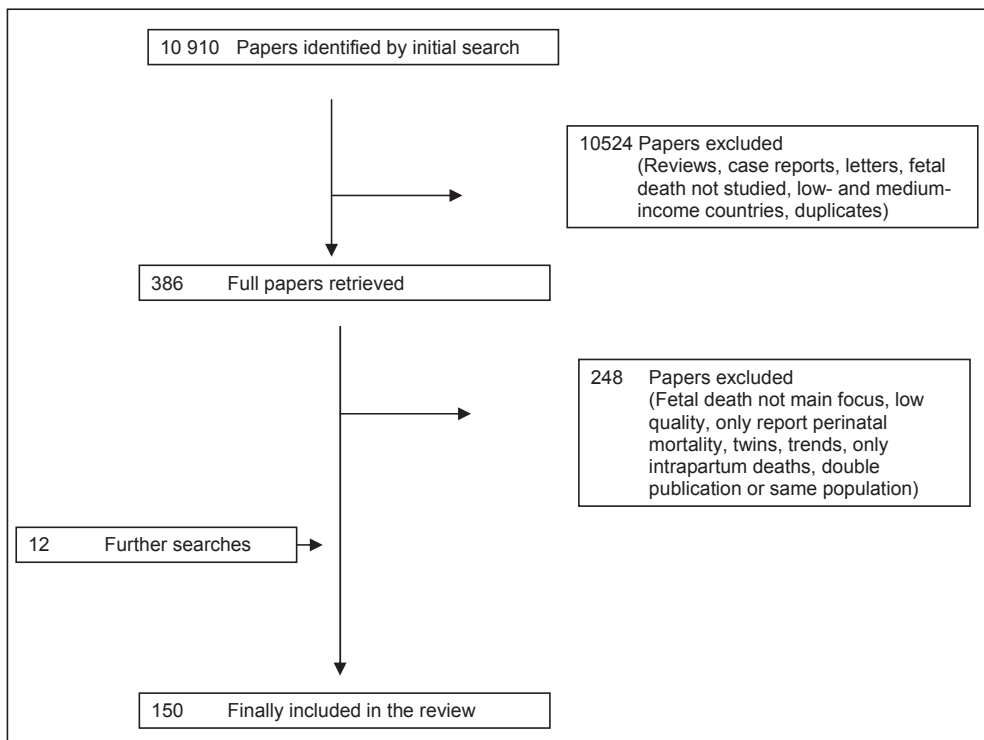 10 910 Papers identified by initial search
10524 Papers excluded
(Reviews, case reports, letters, fetal
death not studied, low- and medium-
income countries, duplicates)
386 Full papers retrieved
248 Papers excluded
(Fetal death not main focus, low
quality, only report perinatal
mortality, twins, trends, only
intrapartum deaths, double
publication or same population)
12 Further searches
150 Finally included in the review